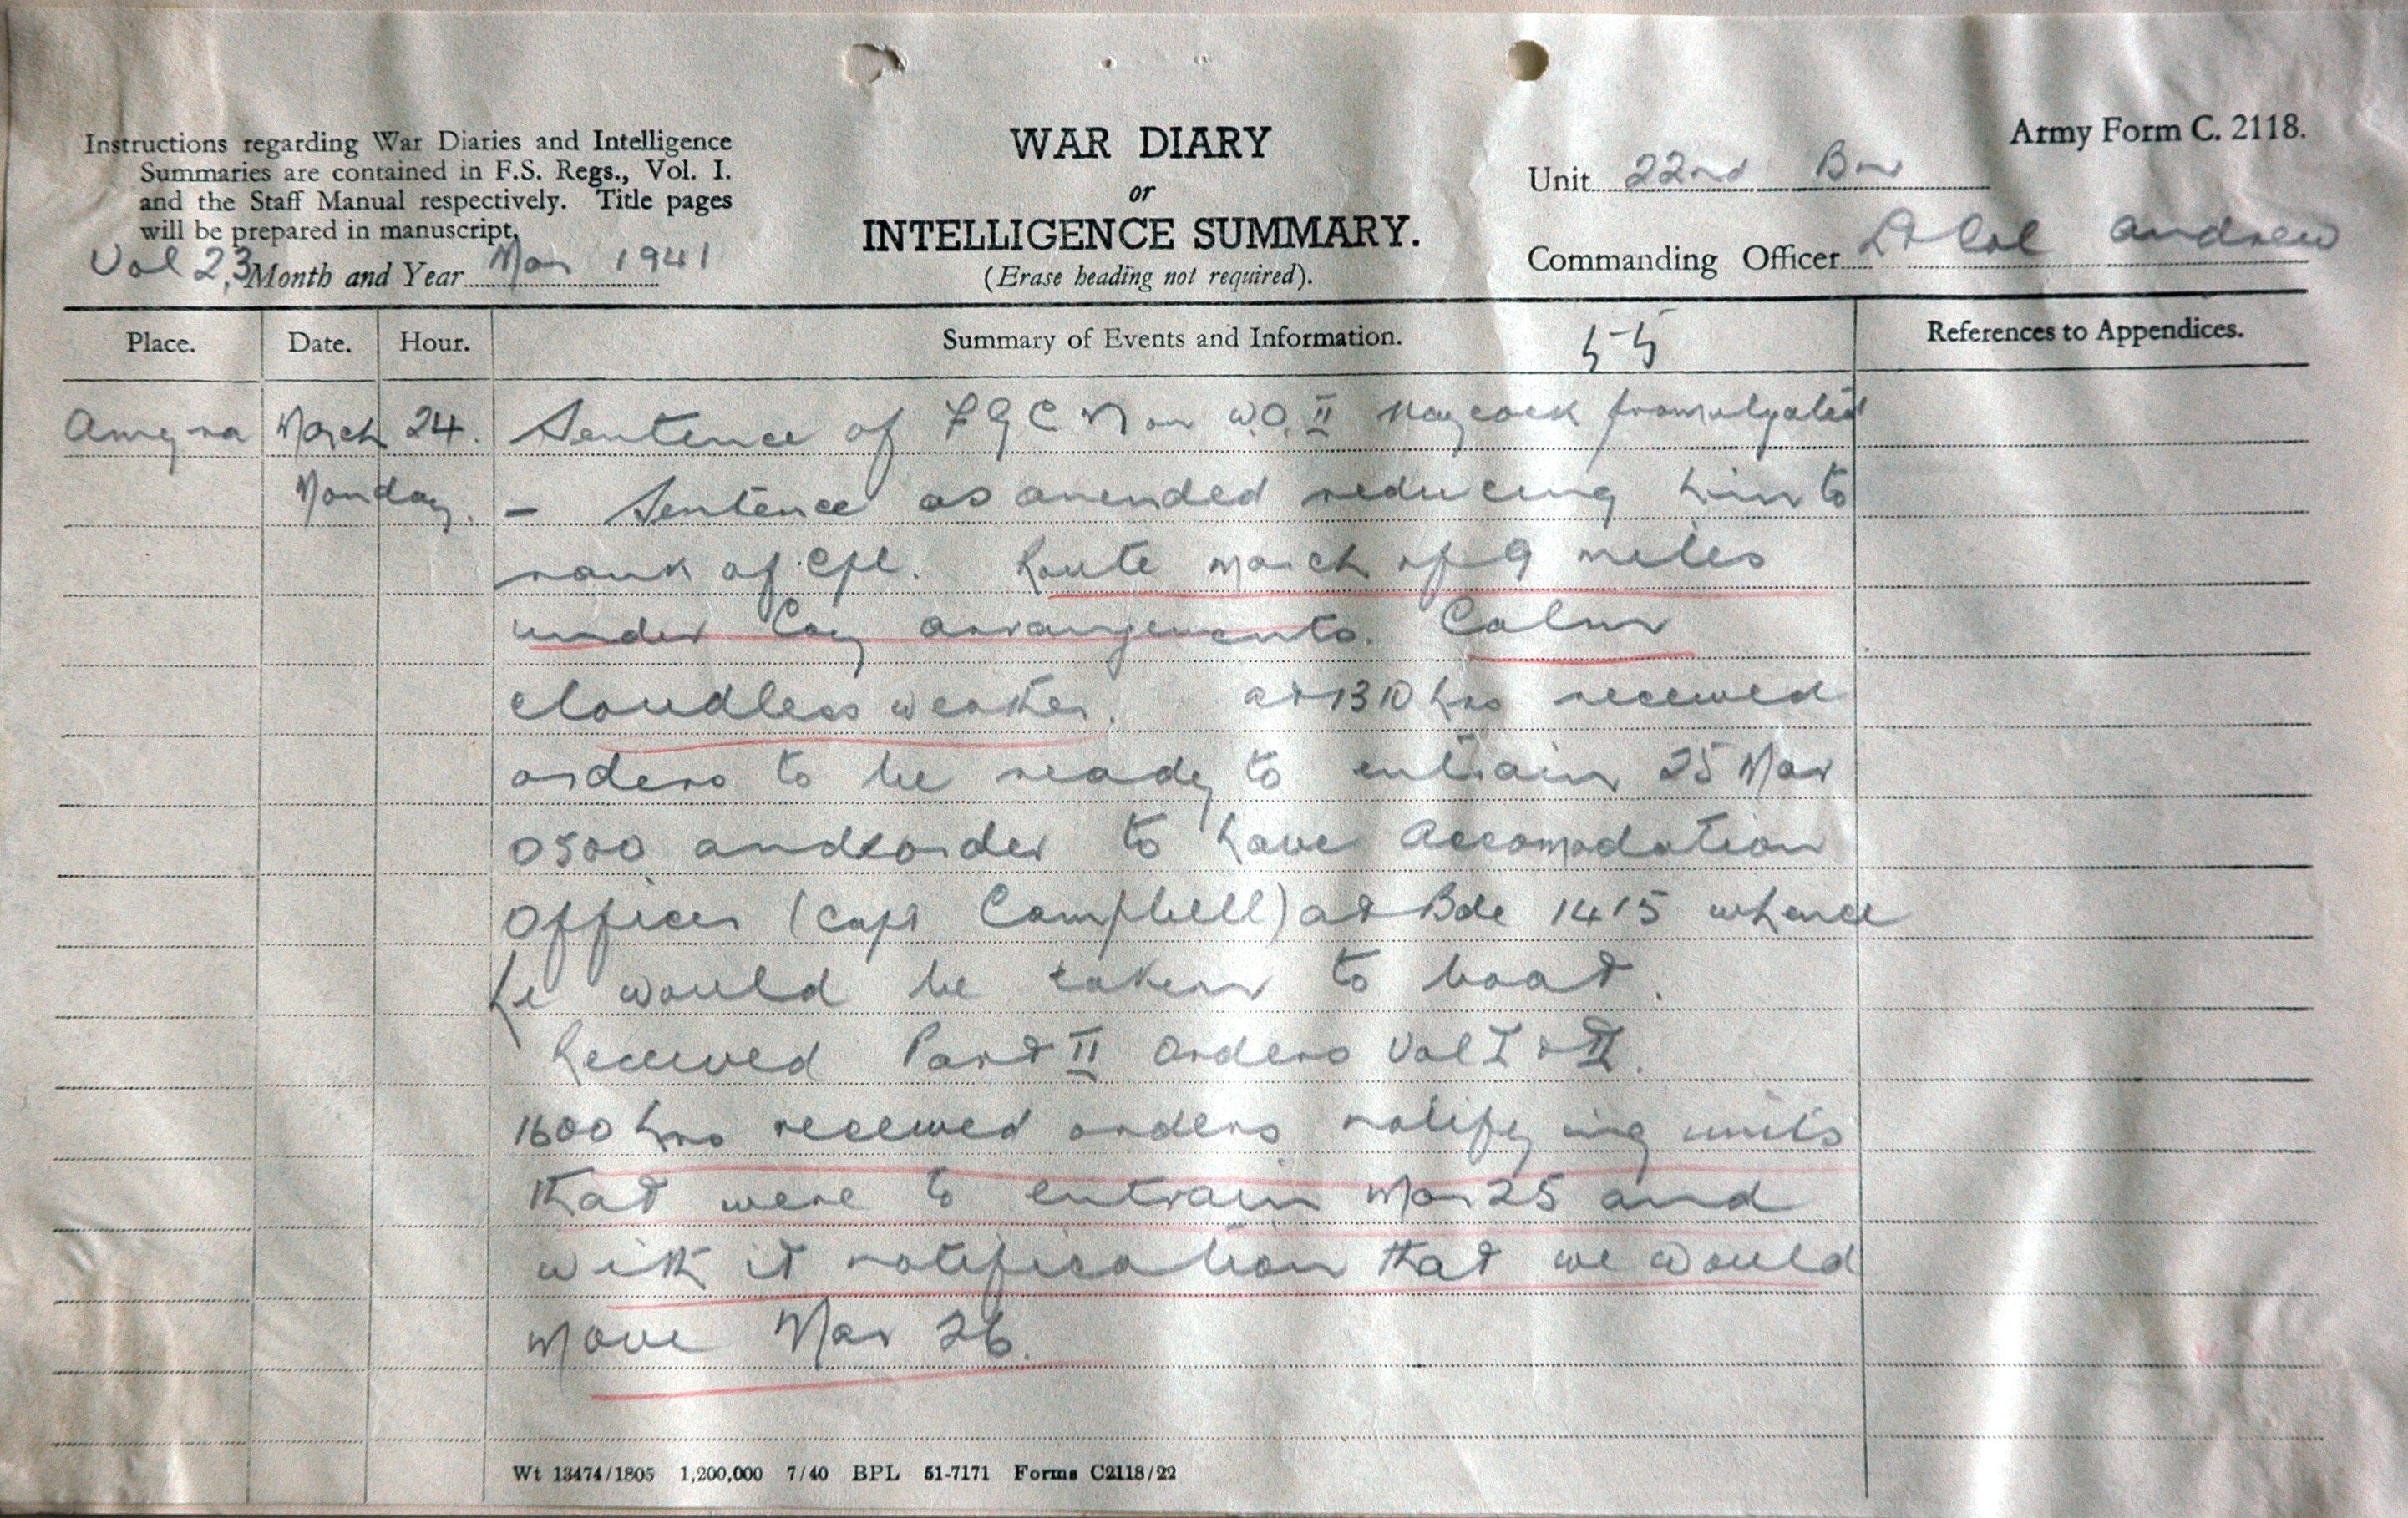 Instructions regarding War Diaries and Intelligence
Summaries are contained in F.S. Regs., Vol. I.
and the Staff Manual respectively. Title pages
will be prepared in manuscript.
Vol 23 Month and Year Mar 1941
WAR DIARY
or
INTELLIGENCE SUMMARY.
(Erase heading not required).
Army Form C. 2118.
Unit 22nd Bn
Commanding Officer Lt Col Andrew
Place. Date. Hour. Summary of Events and Information. 55 References to Appendices.
Amygra March 24. Sentence of F G C M on W.O. II Haycock promulgated
Monday. - Sentence as amended reducing him to
rank of Cpl. Route march of 9 miles
under Coy arrangements. Calm
cloudless weather. At 1310 hrs received
orders to be ready to entrain 25 Mar
0500 and order to have Accomodation
Officer (Capt Campbell) at Bde 1415 whence
he would be taken to boat.
Received Part II Orders Vol I & II.
1600 hrs received orders notifying units
that were to entrain Mar 25 and
with it notification that we would
move Mar 26.
Wt 13474/1805 1,200,000 7/40 BPL 51-7171 Forms C2118/22